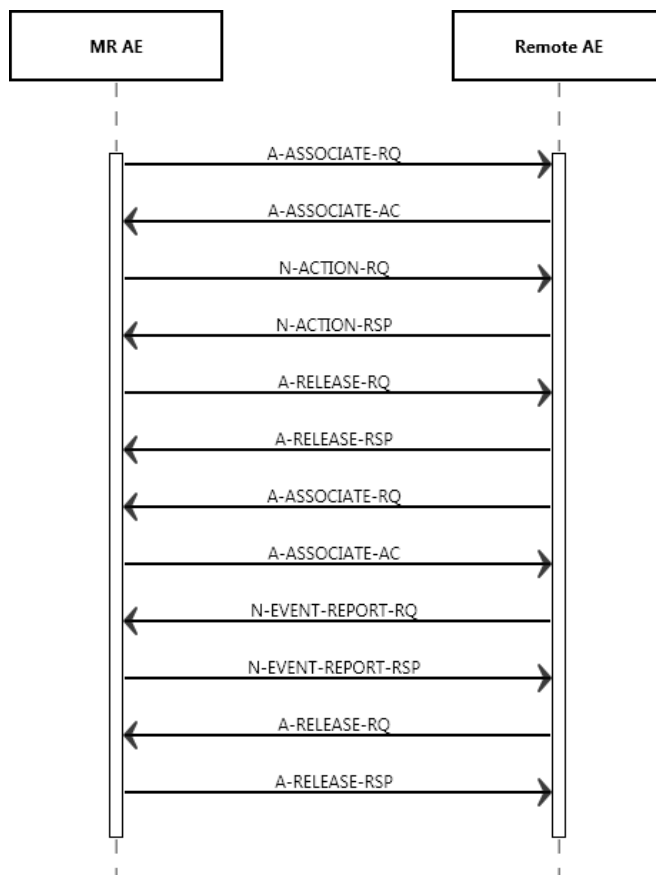 MR AE
Remote AE
A-ASSOCIATE-RQ
A-ASSOCIATE-AC
N-ACTION-RQ
N-ACTION-RSP
A-RELEASE-RQ
A-RELEASE-RSP
A-ASSOCIATE-RQ
A-ASSOCIATE-AC
N-EVENT-REPORT-RQ
N-EVENT-REPORT-RSP
A-RELEASE-RQ
A-RELEASE-RSP